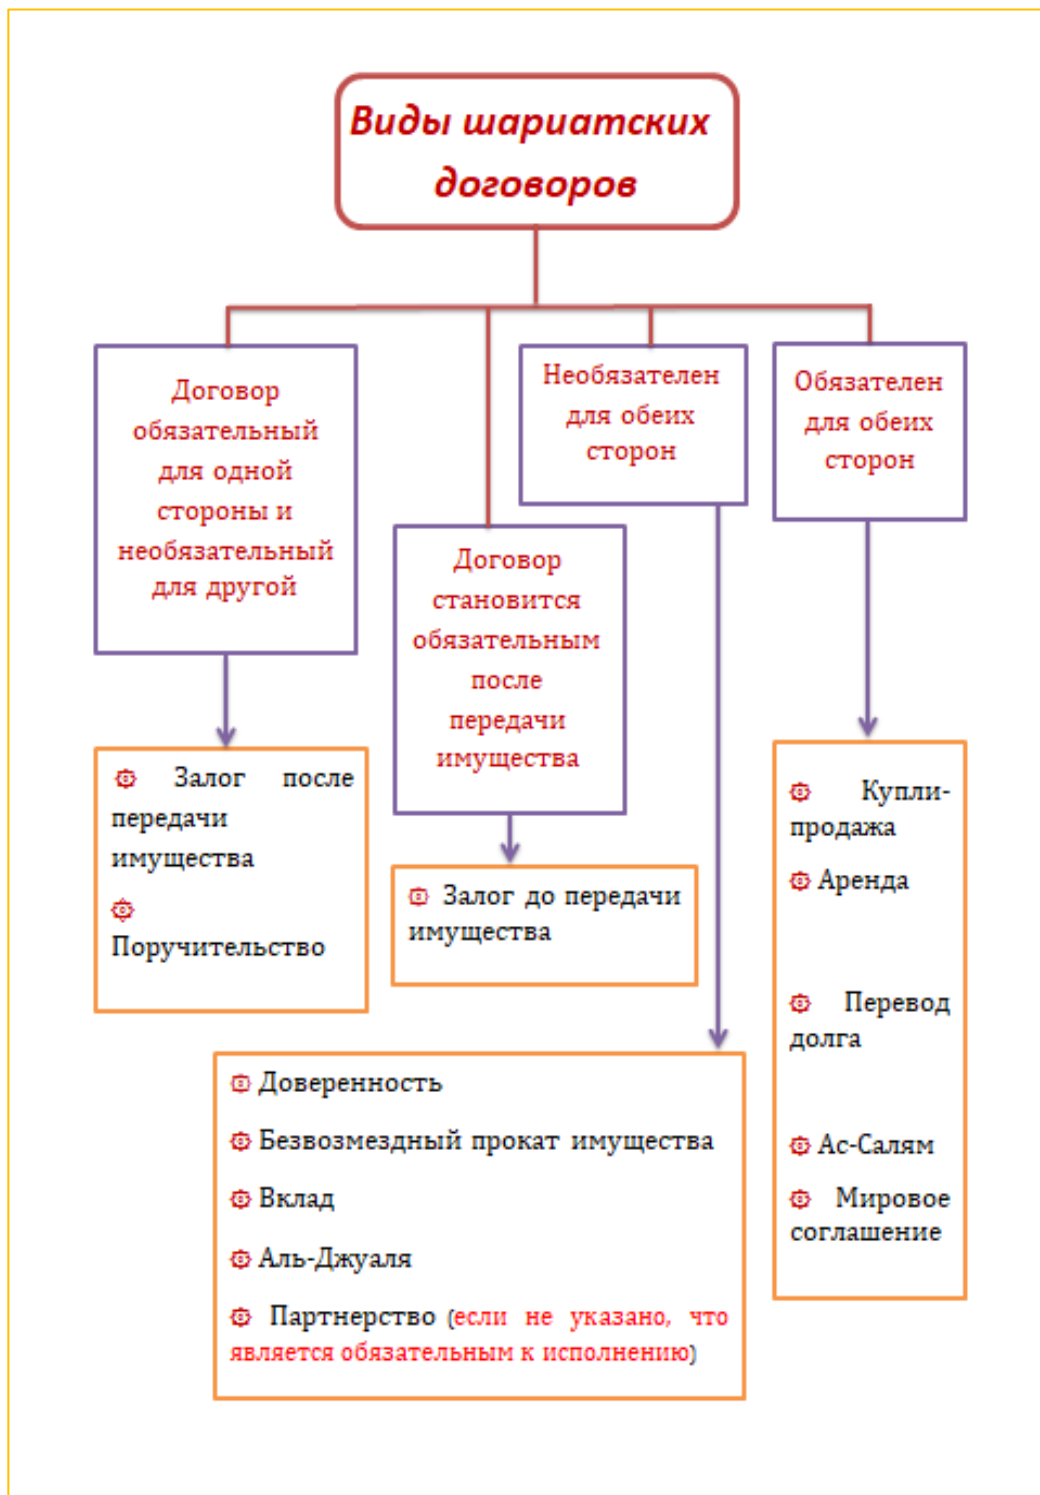 Виды шариатских
договоров
Договор
обязательный
для одной
стороны и
необязательный
для другой
Договор
становится
обязательным
после
передачи
имущества
Необязателен
для обеих
сторон
Обязателен
для обеих
сторон
Залог после
передачи
имущества
Поручительство
Залог до передачи
имущества
Доверенность
Безвозмездный прокат имущества
Вклад
Аль-Джуаля
Партнерство (если не указано, что
является обязательным к исполнению)
Купли-
продажа
Аренда
Перевод
долга
Ас-Салям
Мировое
соглашение